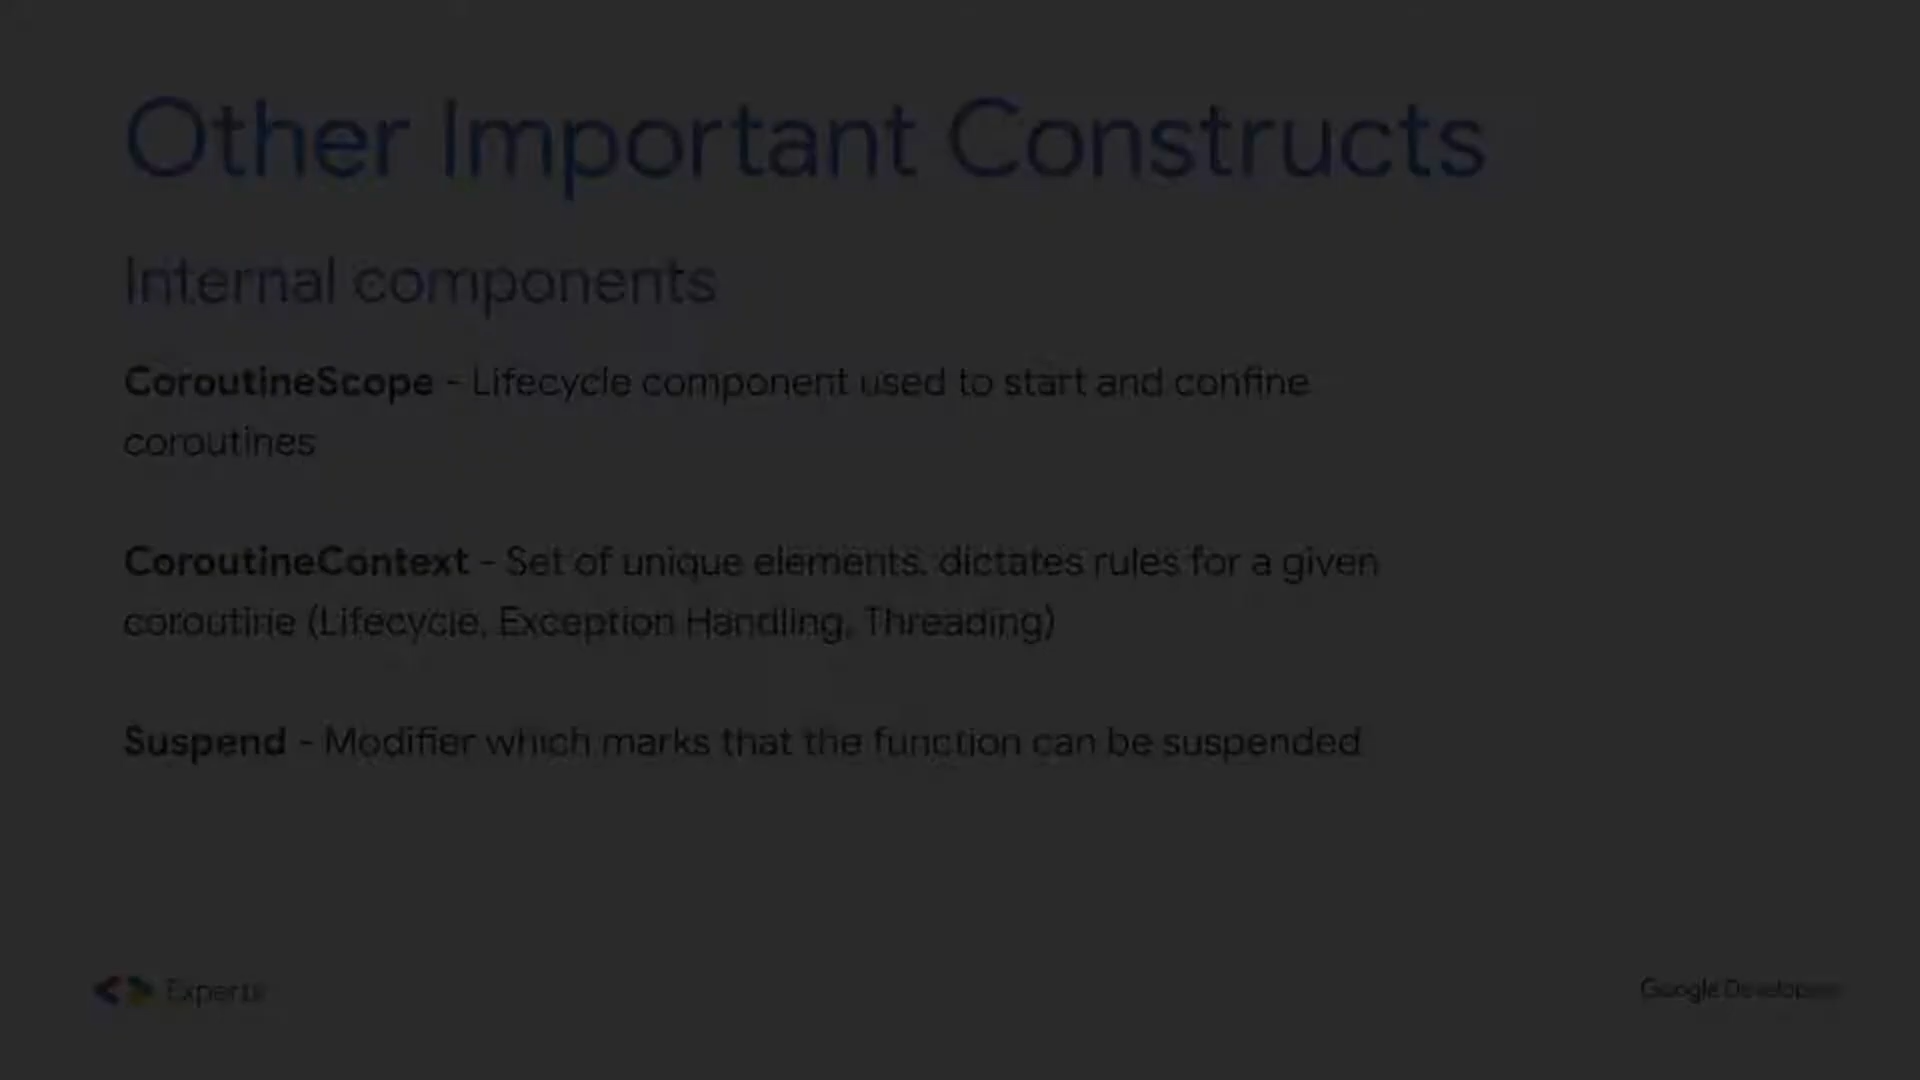 Other Important Constructs
Internal components
CoroutineScope - Lifecycle component used to start and confine
coroutines
CoroutineContext - Set of unique elements, dictates rules for a given
coroutine (Lifecycle, Exception Handling, Threading)
Suspend - Modifier which marks that the function can be suspended
<> Experts
Google Developers